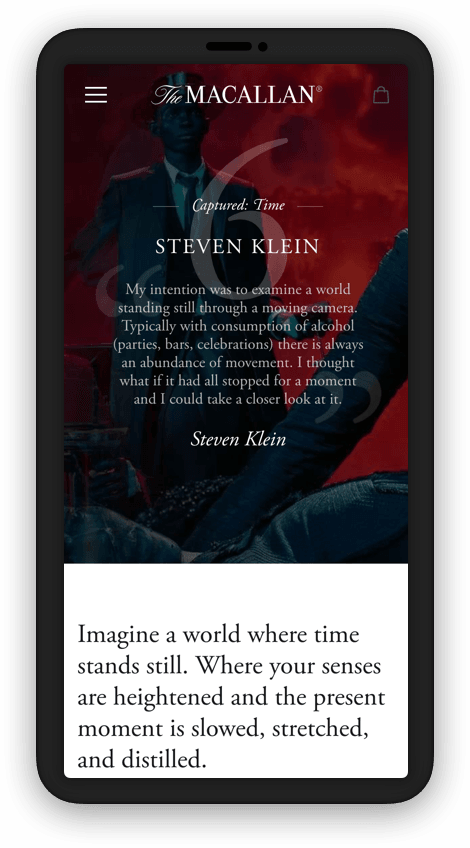 The MACALLAN®
6
Captured: Time
STEVEN KLEIN
“
My intention was to examine a world
standing still through a moving camera.
Typically with consumption of alcohol
(parties, bars, celebrations) there is always
an abundance of movement. I thought
what if it had all stopped for a moment
and I could take a closer look at it.
”
Steven Klein
Imagine a world where time
stands still. Where your senses
are heightened and the present
moment is slowed, stretched,
and distilled.